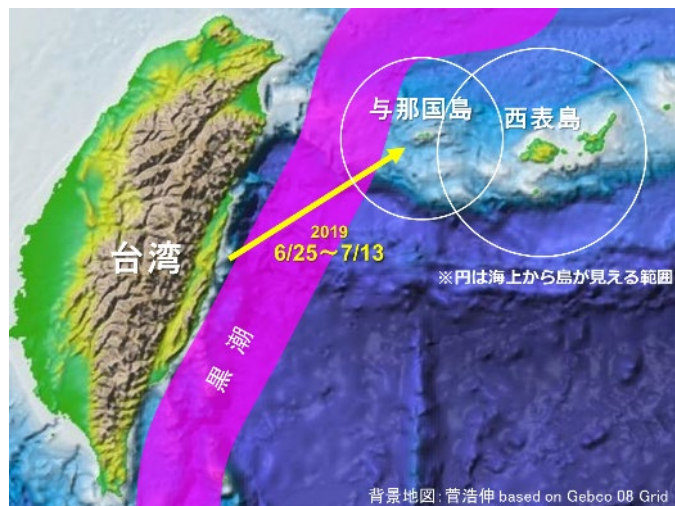 与那国島
西表島
2019
6/25～7/13
台湾
※円は海上から島が見える範囲
黒潮
背景地図：菅浩伸 based on Gebco 08 Grid